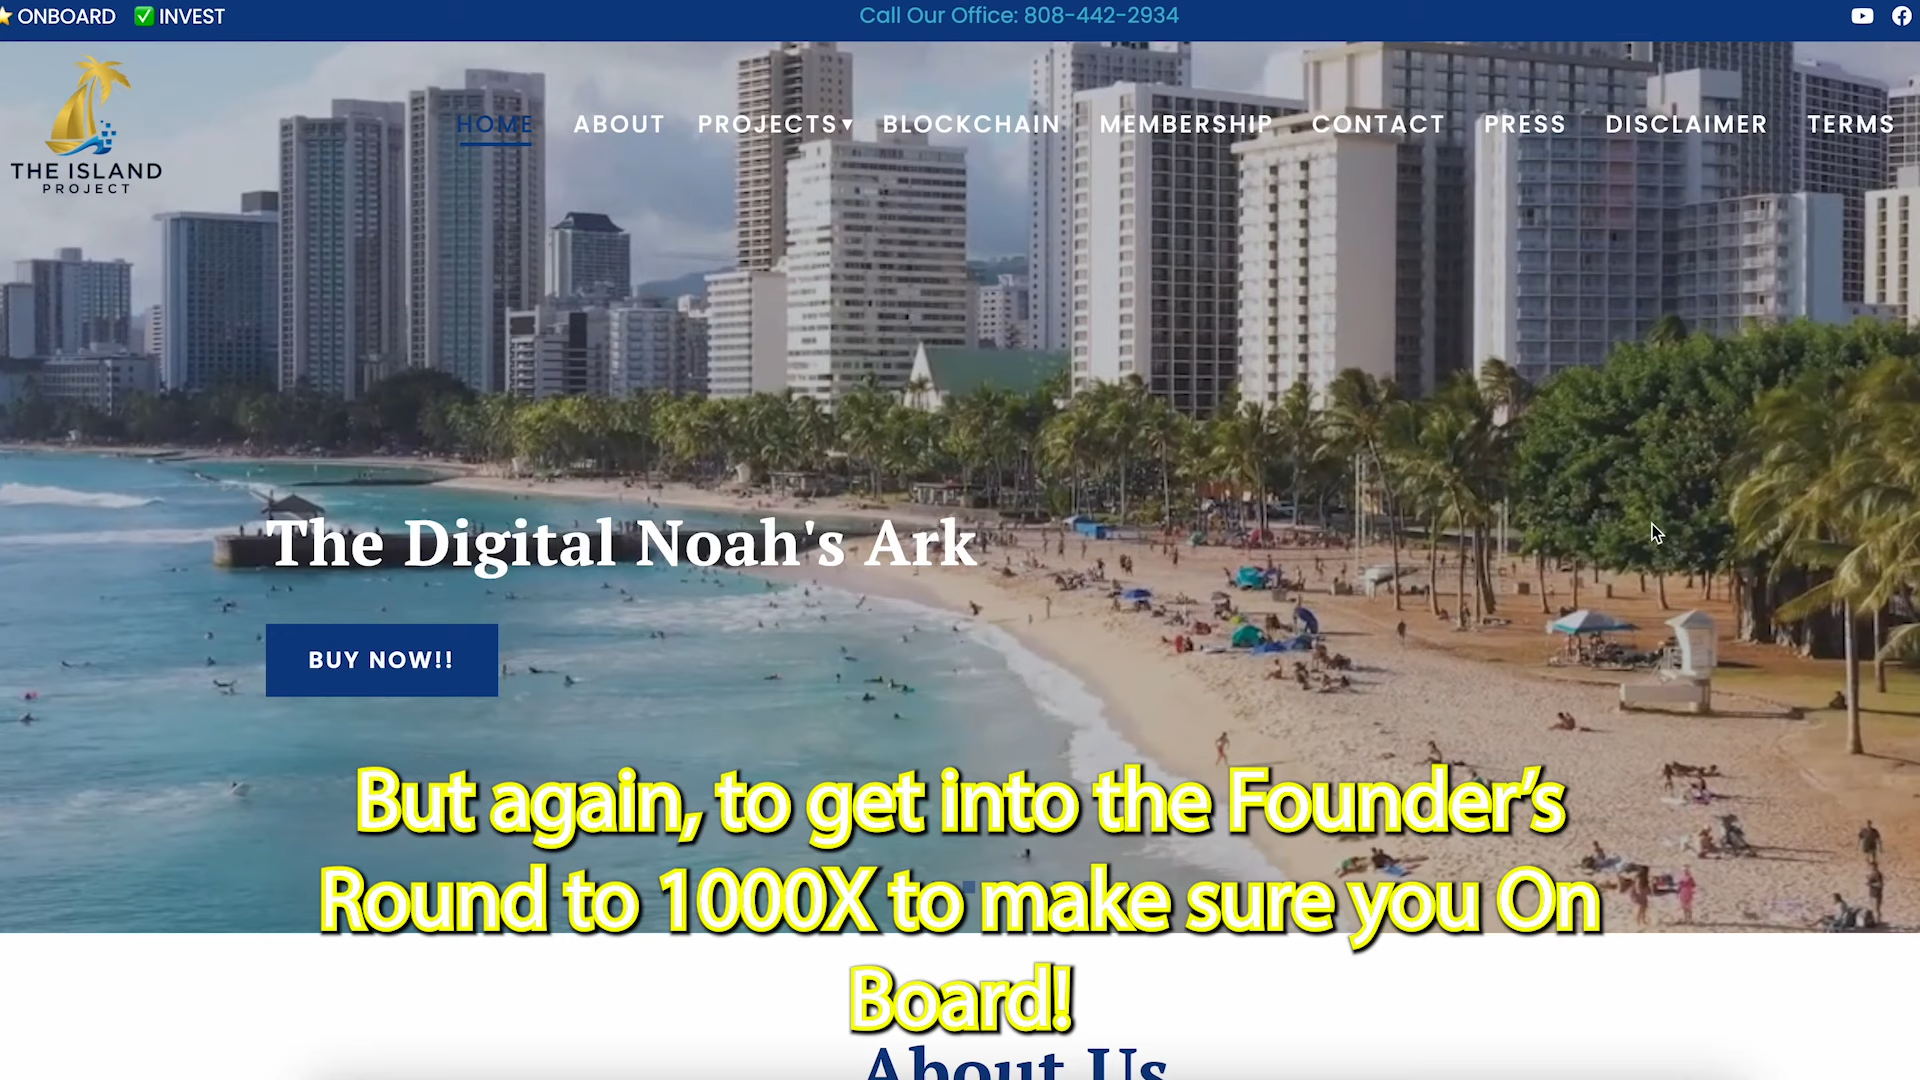 ⭐ ONBOARD ✅ INVEST
Call Our Office: 808-442-2934
THE ISLAND
PROJECT
HOME ABOUT PROJECTS▼ BLOCKCHAIN MEMBERSHIP CONTACT PRESS DISCLAIMER TERMS
The Digital Noah's Ark
BUY NOW!!
But again, to get into the Founder’s
Round to 1000X to make sure you On
Board!
About Us